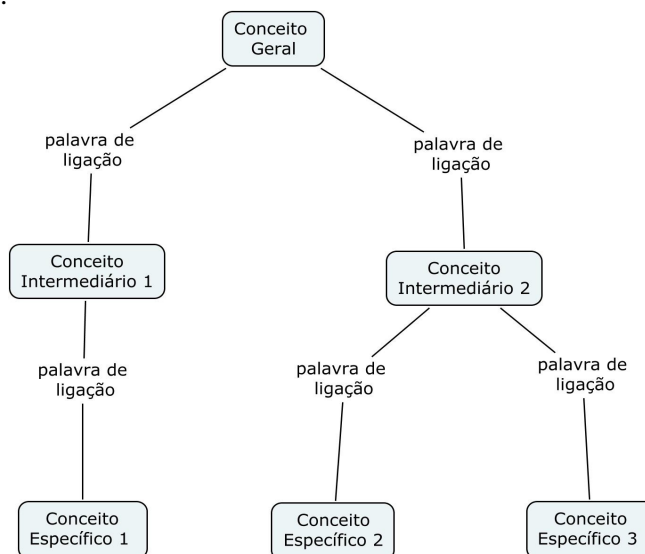 .
Conceito
Geral
palavra de
ligação
palavra de
ligação
Conceito
Intermediário 1
Conceito
Intermediário 2
palavra de
ligação
palavra de
ligação
palavra de
ligação
Conceito
Específico 1
Conceito
Específico 2
Conceito
Específico 3